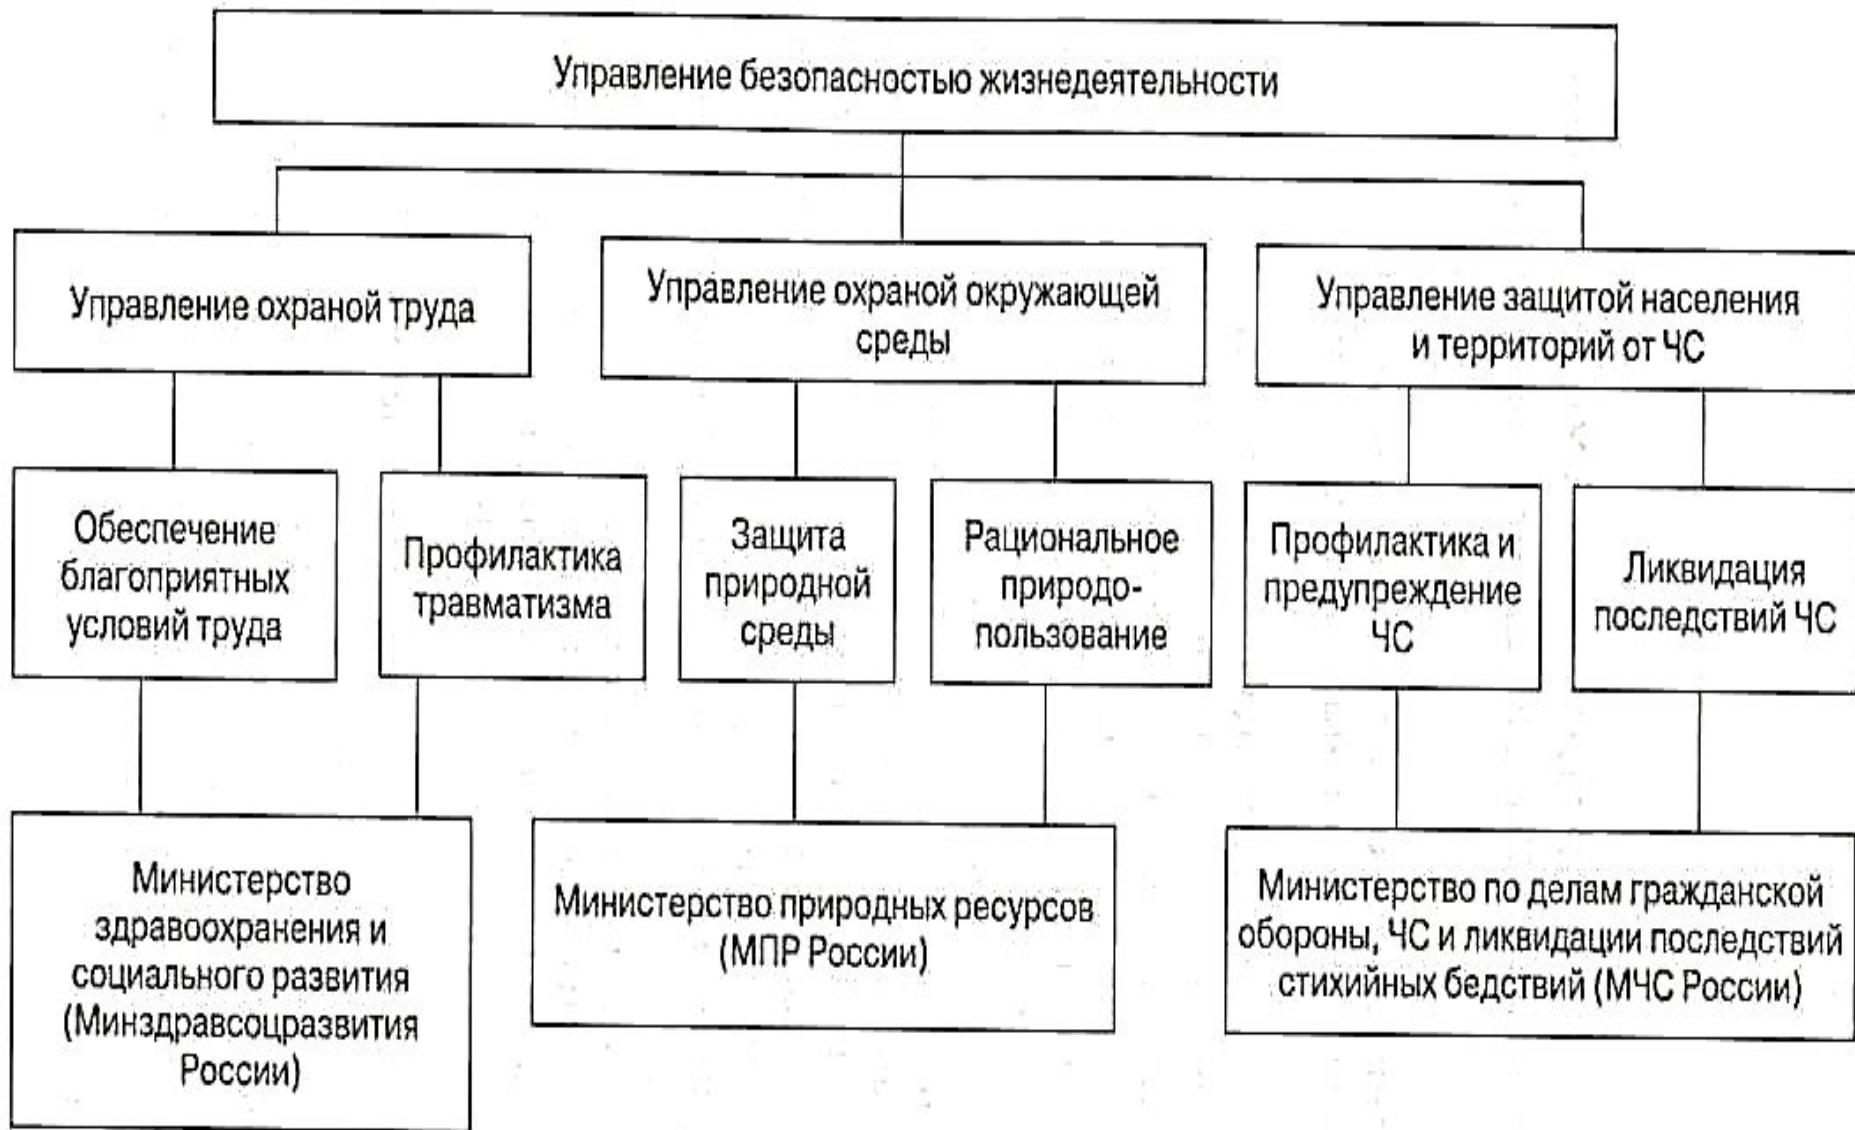 Управление безопасностью жизнедеятельности
Управление охраной труда
Управление охраной окружающей
среды
Управление защитой населения
и территорий от ЧС
Обеспечение
благоприятных
условий труда
Профилактика
травматизма
Защита
природной
среды
Рациональное
природо-
пользование
Профилактика и
предупреждение
ЧС
Ликвидация
последствий ЧС
Министерство
здравоохранения и
социального развития
(Минздравсоцразвития
России)
Министерство природных ресурсов
(МПР России)
Министерство по делам гражданской
обороны, ЧС и ликвидации последствий
стихийных бедствий (МЧС России)